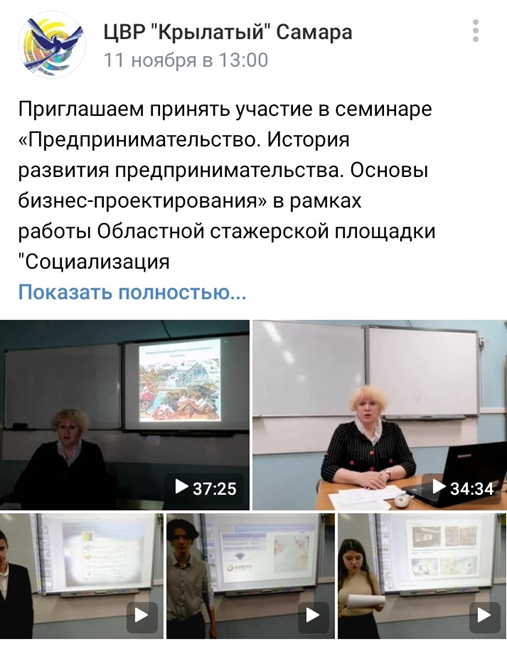 ЦВР "Крылатый" Самара
11 ноября в 13:00
Приглашаем принять участие в семинаре
«Предпринимательство. История
развития предпринимательства. Основы
бизнес-проектирования» в рамках
работы Областной стажерской площадки
"Социализация
Показать полностью...
37:25
34:34